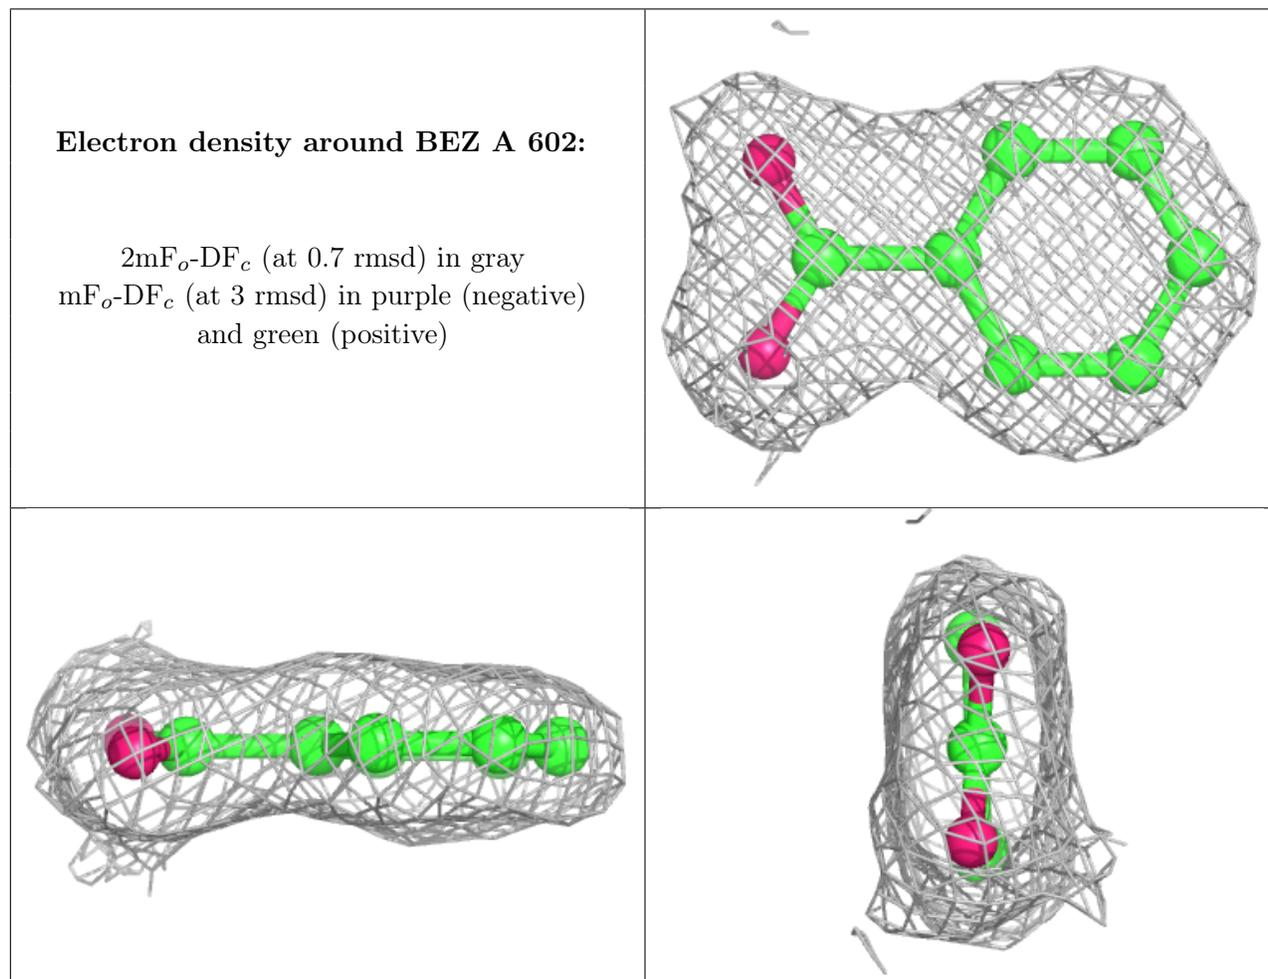 Electron density around BEZ A 602:
2mFo-DFc (at 0.7 rmsd) in gray
mFo-DFc (at 3 rmsd) in purple (negative)
and green (positive)